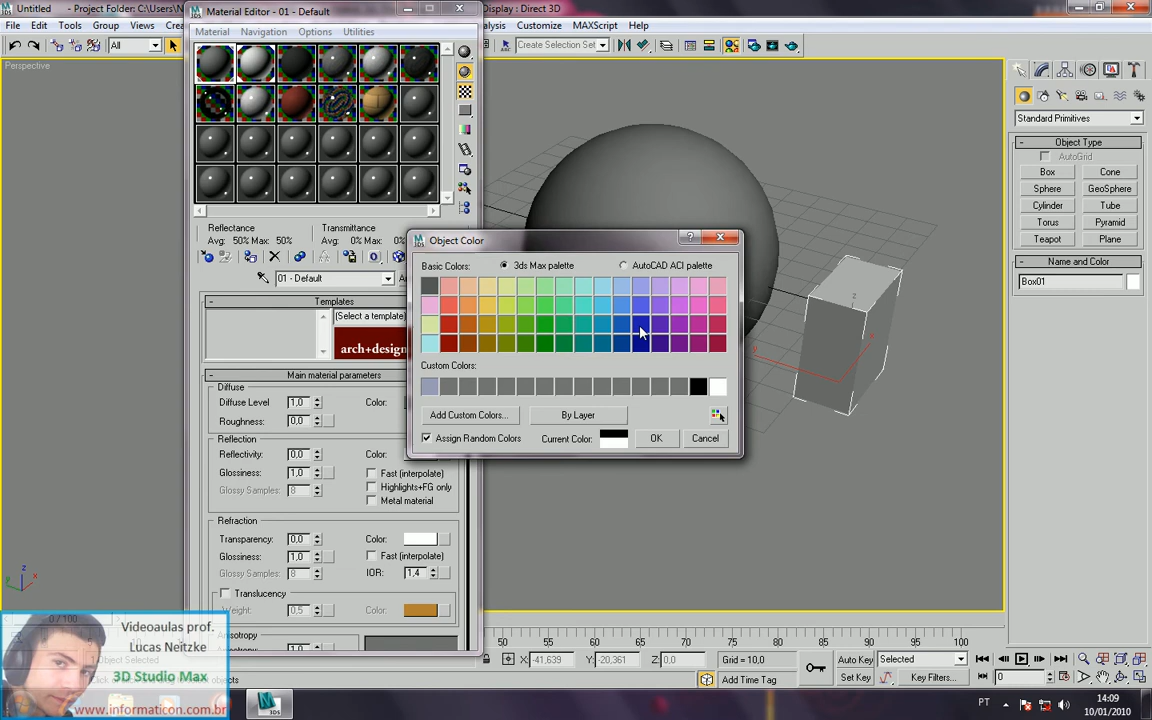 Untitled - Project Folder: C:\Users\N
Display : Direct 3D
File Edit Tools Group Views Create
Customize MAXScript Help
All
Create Selection Set
Perspective
Material Editor - 01 - Default
Material Navigation Options Utilities
Reflectance Transmittance
Avg: 50% Max: 50% Avg: 0% Max: 0%
01 - Default
Templates
(Select a template)
arch+design
Main material parameters
Diffuse
Diffuse Level 1,0 Color:
Roughness: 0,0
Reflection
Reflectivity: 0,0 Color:
Glossiness: 1,0 Fast (interpolate)
Highlights+FG only
Glossy Samples: 8
Metal material
Refraction
Transparency: 0,0 Color:
Glossiness: 1,0 Fast (interpolate)
Glossy Samples: 8 IOR: 1,4
Translucency
Weight: 0,5 Color:
Anisotropy
Object Color
Basic Colors: 3ds Max palette AutoCAD ACI palette
Custom Colors:
Add Custom Colors... By Layer
Assign Random Colors Current Color: OK Cancel
Standard Primitives
Object Type
AutoGrid
Box Cone
Sphere GeoSphere
Cylinder Tube
Torus Pyramid
Teapot Plane
Name and Color
Box01
z
y
x
z
y
x
0 / 100
50 55 60 65 70 75 80 85 90 95 100
X: -41,639 Y: -20,361 Z: 0,0 Grid = 10,0
Add Time Tag
Auto Key Selected
Set Key Key Filters...
0
Videoaulas prof.
Lucas Neitzke
3D Studio Max
www.informaticon.com.br
PT
14:09
10/01/2010